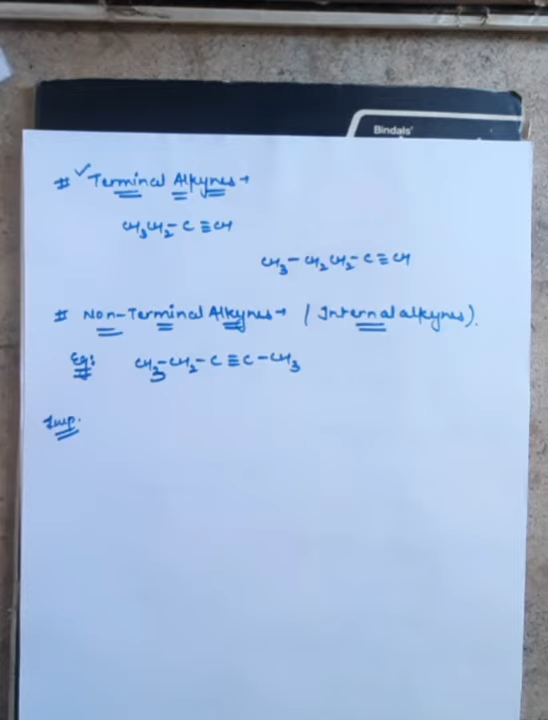 Bindals'
# ✓ Terminal Alkynes →
CH3CH2-C≡CH
CH3-CH2CH2-C≡CH
# Non-Terminal Alkynes → (Internal alkynes).
Eg: CH3-CH2-C≡C-CH3
Imp.